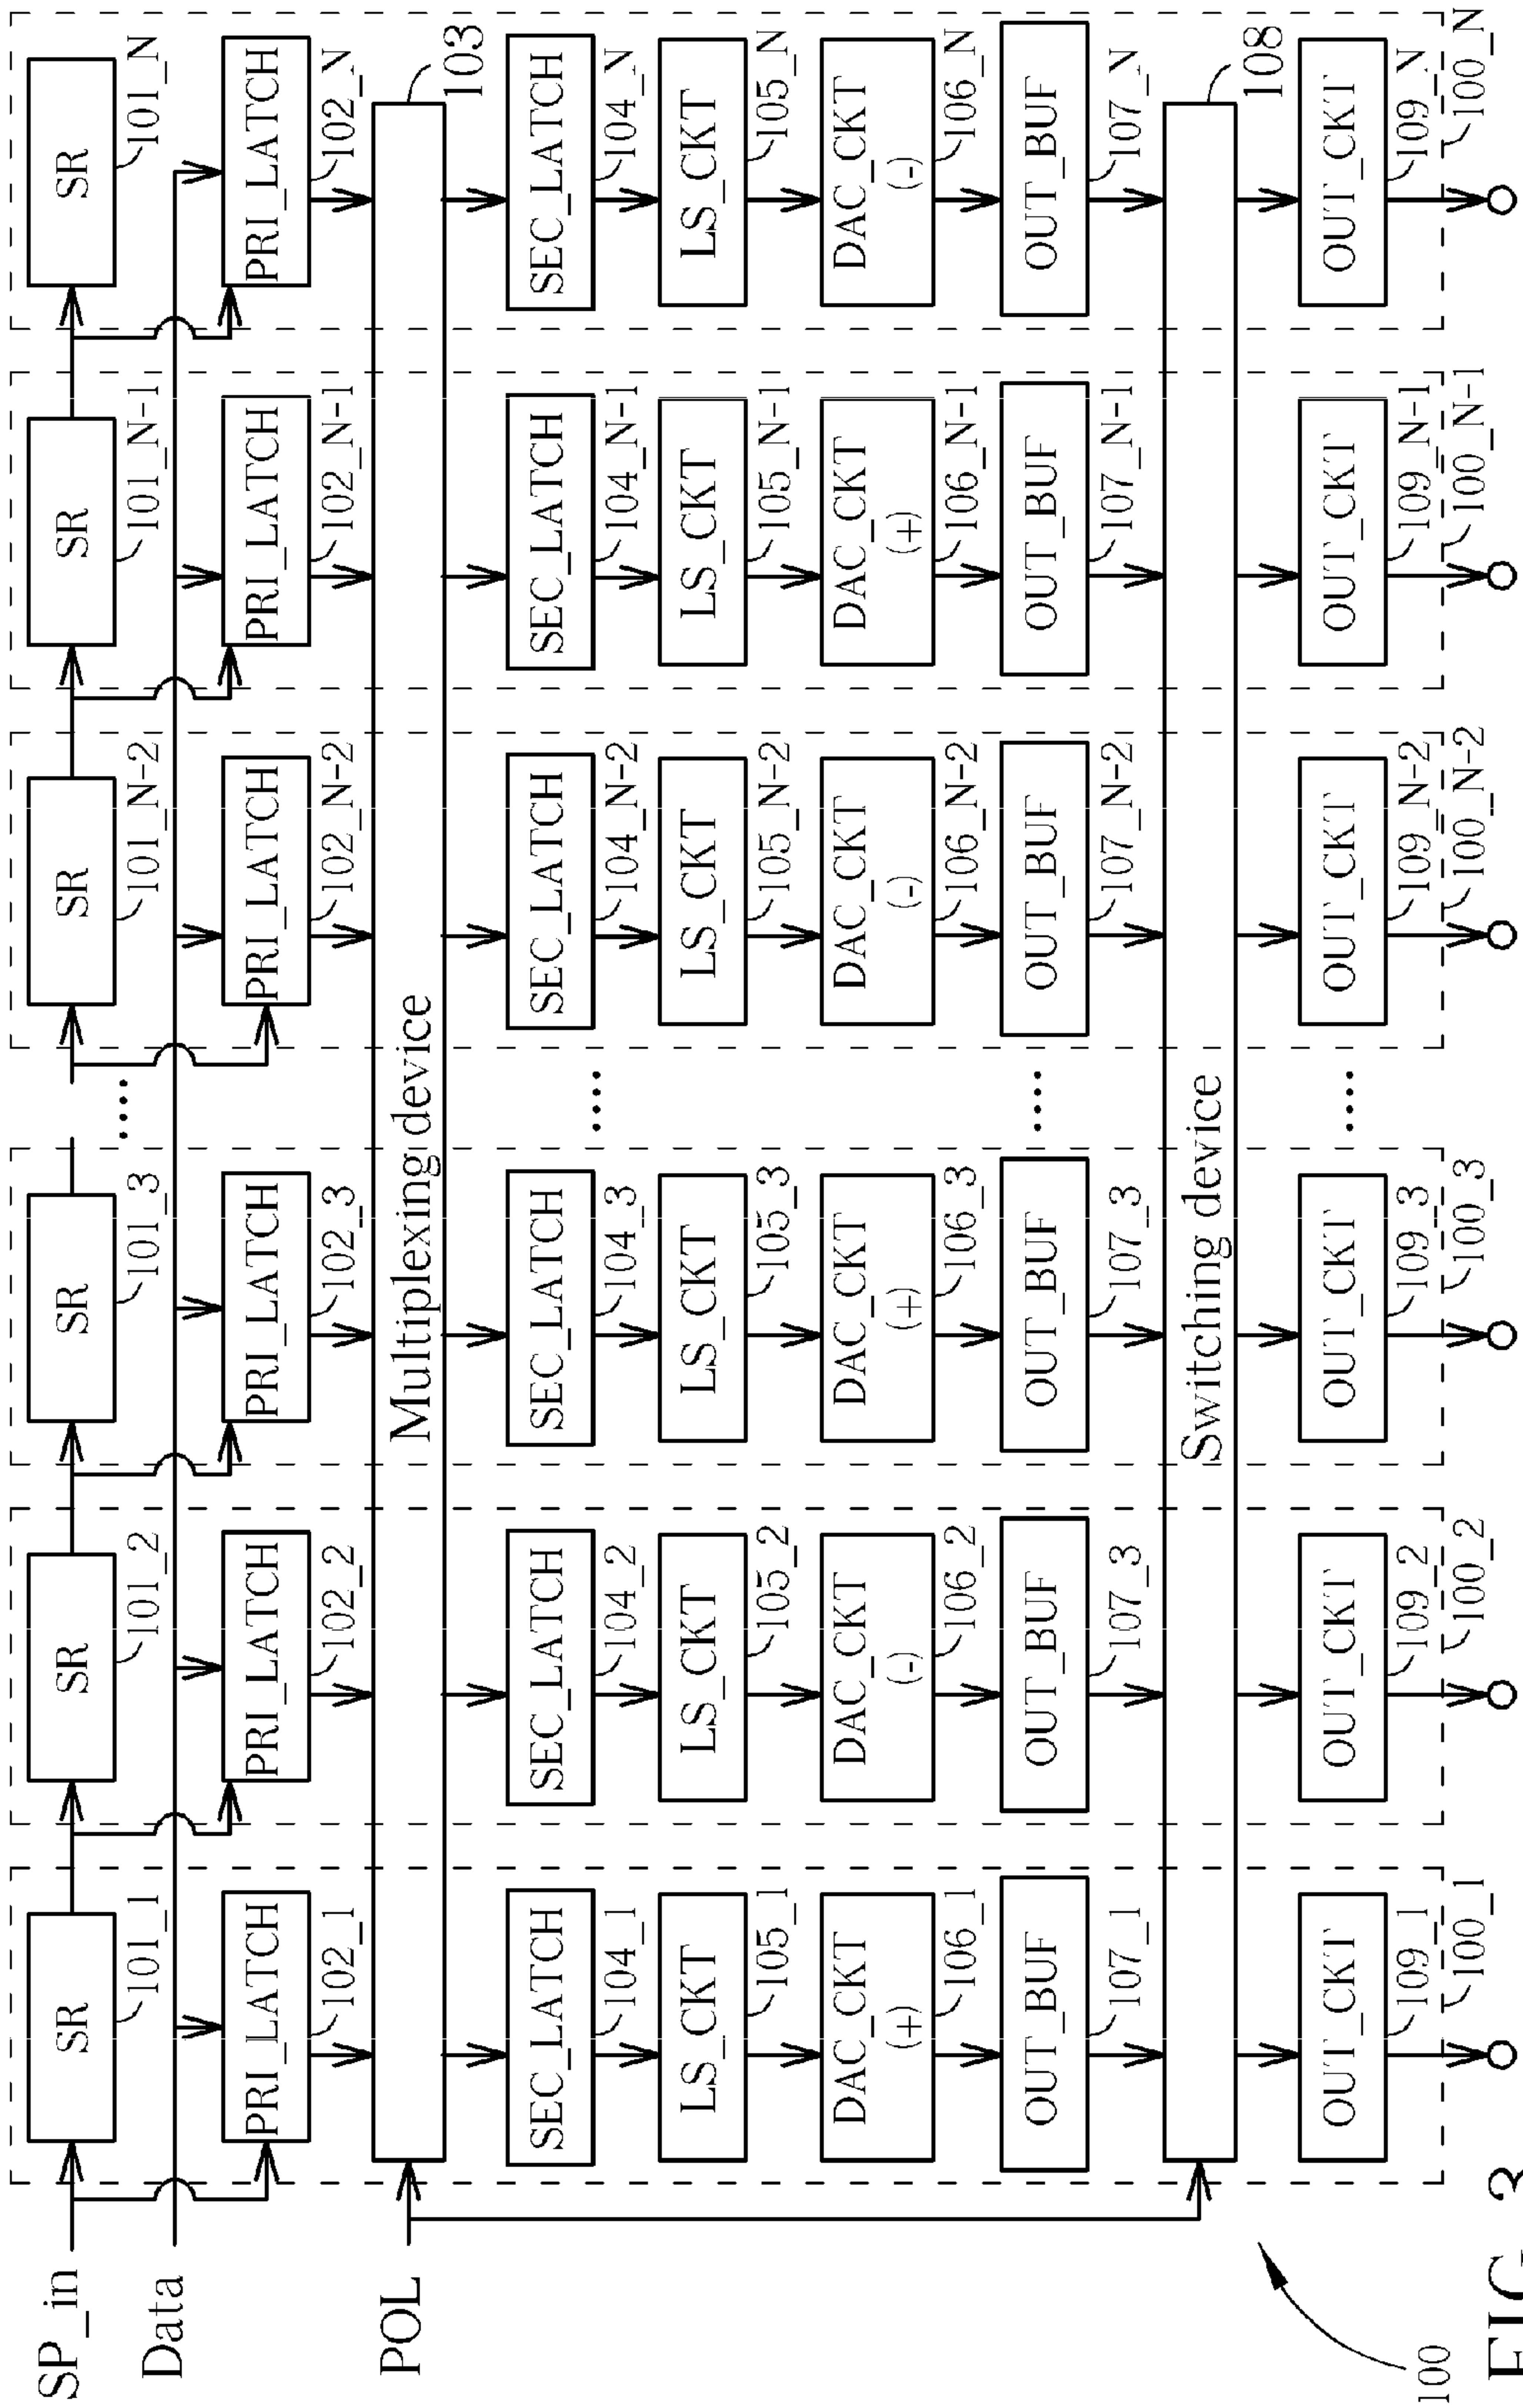 SP_in
Data
POL
SR SR SR SR SR SR
101_1 101_2 101_3 .... 101_N-2 101_N-1 101_N
PRI_LATCH PRI_LATCH PRI_LATCH PRI_LATCH PRI_LATCH PRI_LATCH
102_1 102_2 102_3 102_N-2 102_N-1 102_N
Multiplexing device
103
SEC_LATCH SEC_LATCH SEC_LATCH .... SEC_LATCH SEC_LATCH SEC_LATCH
104_1 104_2 104_3 104_N-2 104_N-1 104_N
LS_CKT LS_CKT LS_CKT LS_CKT LS_CKT LS_CKT
105_1 105_2 105_3 105_N-2 105_N-1 105_N
DAC_CKT DAC_CKT DAC_CKT DAC_CKT DAC_CKT DAC_CKT
(+) (-) (+) (-) (+) (-)
106_1 106_2 106_3 106_N-2 106_N-1 106_N
OUT_BUF OUT_BUF OUT_BUF .... OUT_BUF OUT_BUF OUT_BUF
107_1 107_3 107_3 107_N-2 107_N-1 107_N
Switching device
108
OUT_CKT OUT_CKT OUT_CKT .... OUT_CKT OUT_CKT OUT_CKT
109_1 109_2 109_3 109_N-2 109_N-1 109_N
100_1 100_2 100_3 100_N-2 100_N-1 100_N
100
FIG. 3